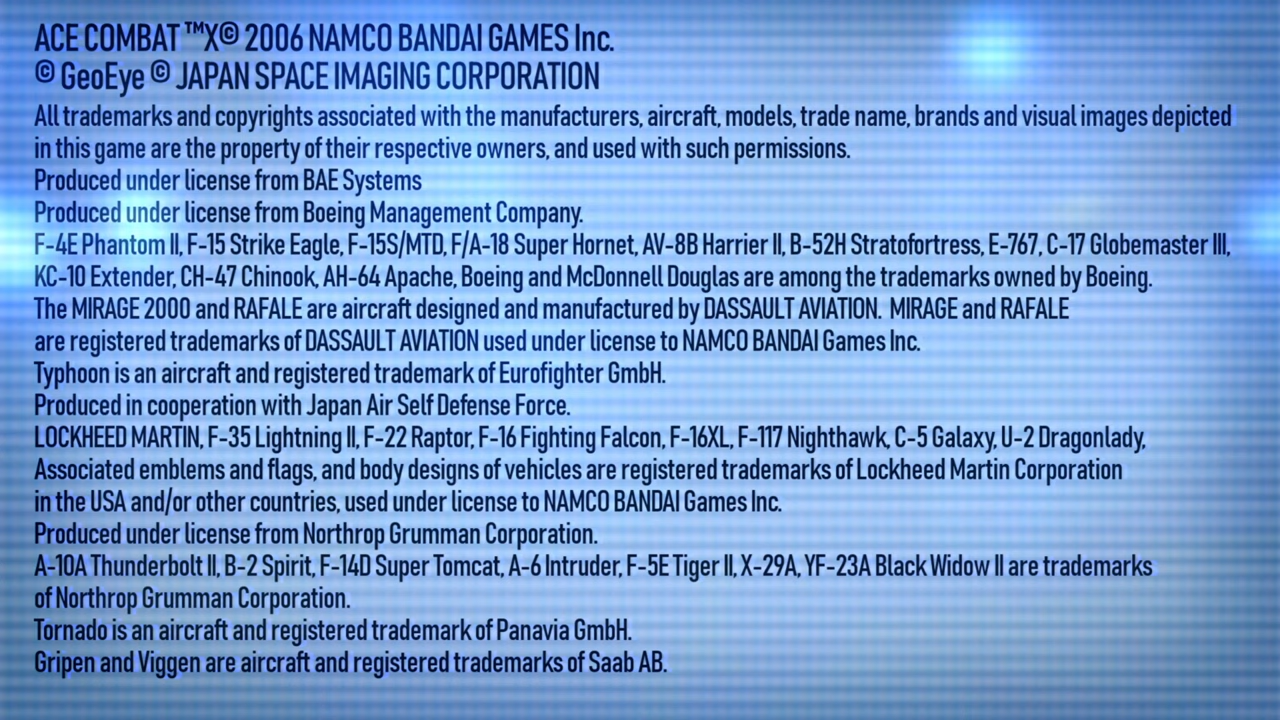 ACE COMBAT ™X© 2006 NAMCO BANDAI GAMES Inc.
© GeoEye © JAPAN SPACE IMAGING CORPORATION
All trademarks and copyrights associated with the manufacturers, aircraft, models, trade name, brands and visual images depicted
in this game are the property of their respective owners, and used with such permissions.
Produced under license from BAE Systems
Produced under license from Boeing Management Company.
F-4E Phantom II, F-15 Strike Eagle, F-15S/MTD, F/A-18 Super Hornet, AV-8B Harrier II, B-52H Stratofortress, E-767, C-17 Globemaster III,
KC-10 Extender, CH-47 Chinook, AH-64 Apache, Boeing and McDonnell Douglas are among the trademarks owned by Boeing.
The MIRAGE 2000 and RAFALE are aircraft designed and manufactured by DASSAULT AVIATION. MIRAGE and RAFALE
are registered trademarks of DASSAULT AVIATION used under license to NAMCO BANDAI Games Inc.
Typhoon is an aircraft and registered trademark of Eurofighter GmbH.
Produced in cooperation with Japan Air Self Defense Force.
LOCKHEED MARTIN, F-35 Lightning II, F-22 Raptor, F-16 Fighting Falcon, F-16XL, F-117 Nighthawk, C-5 Galaxy, U-2 Dragonlady,
Associated emblems and flags, and body designs of vehicles are registered trademarks of Lockheed Martin Corporation
in the USA and/or other countries, used under license to NAMCO BANDAI Games Inc.
Produced under license from Northrop Grumman Corporation.
A-10A Thunderbolt II, B-2 Spirit, F-14D Super Tomcat, A-6 Intruder, F-5E Tiger II, X-29A, YF-23A Black Widow II are trademarks
of Northrop Grumman Corporation.
Tornado is an aircraft and registered trademark of Panavia GmbH.
Gripen and Viggen are aircraft and registered trademarks of Saab AB.